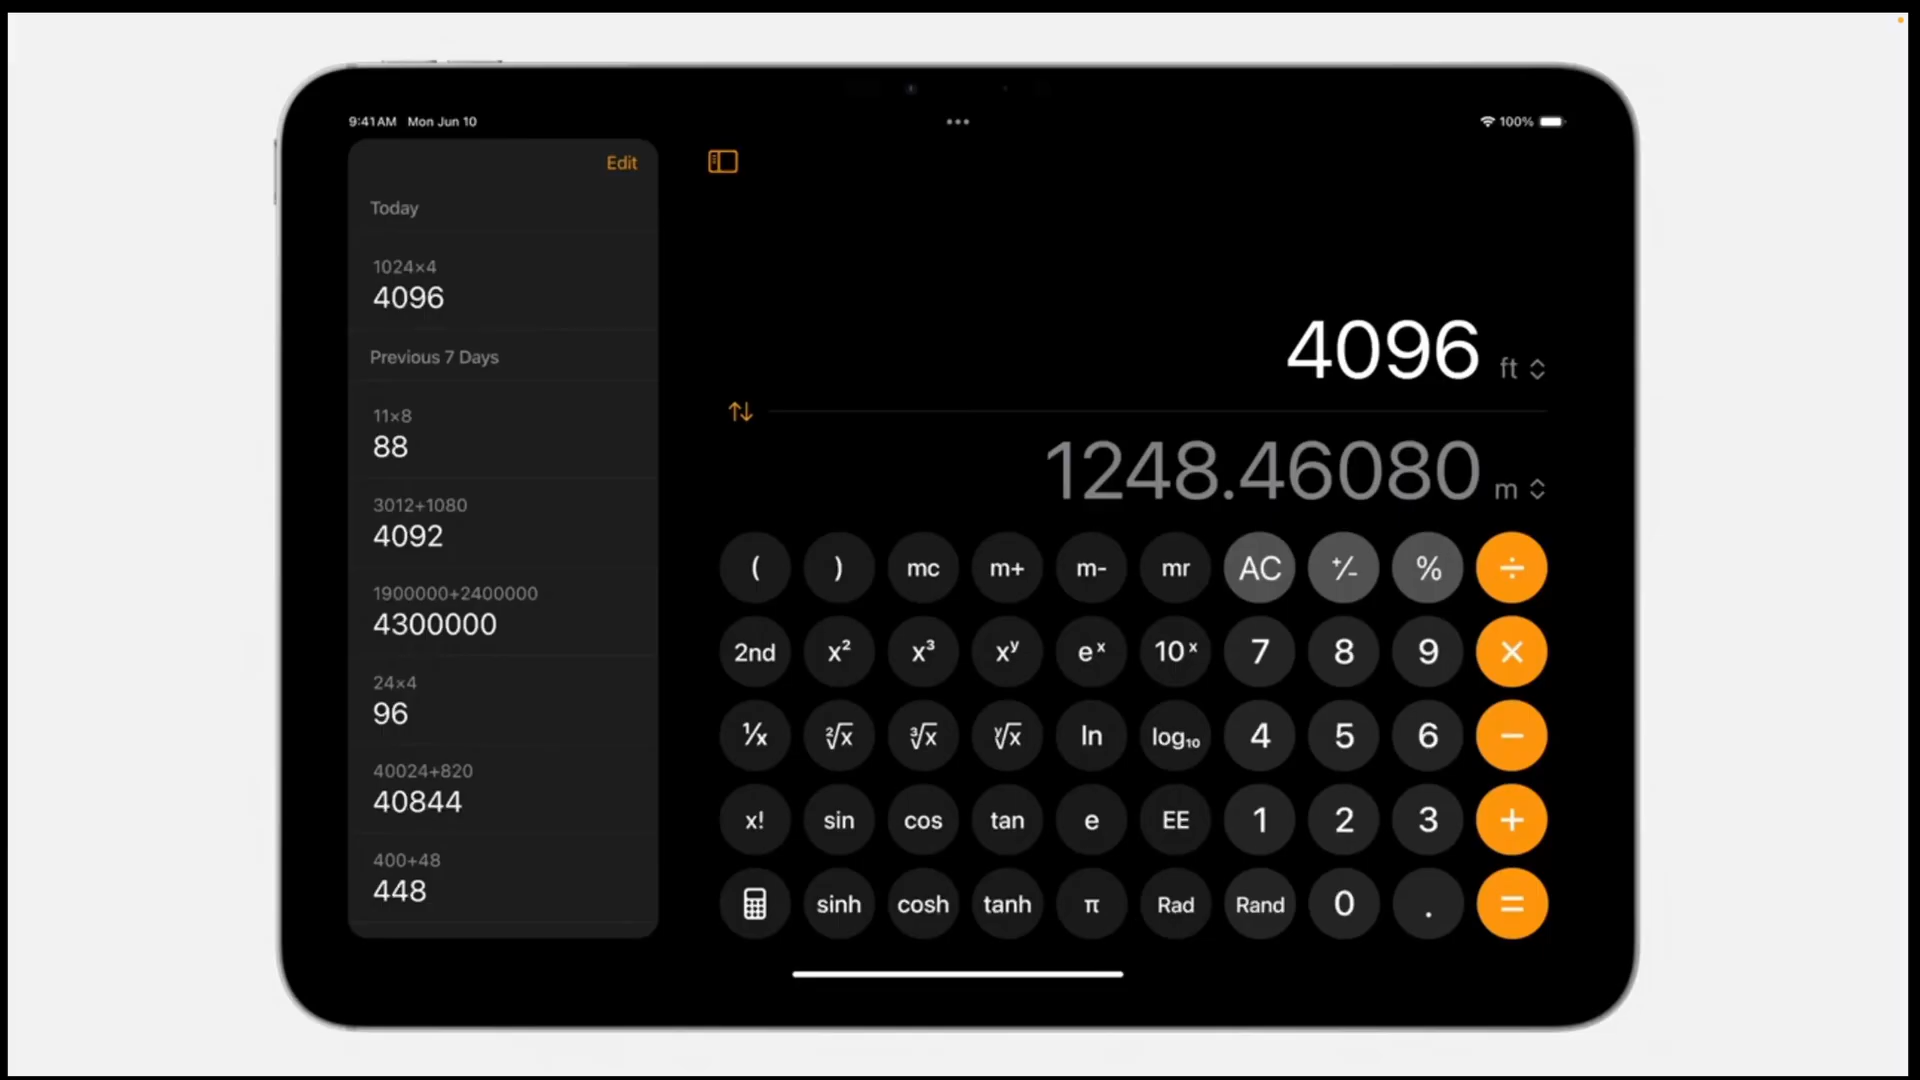 9:41AM Mon Jun 10
100%
Edit
Today
1024×4
4096
Previous 7 Days
11×8
88
3012+1080
4092
1900000+2400000
4300000
24×4
96
40024+820
40844
400+48
448
4096 ft
1248.46080 m
( ) mc m+ m- mr AC +/- % ÷
2nd x² x³ xʸ eˣ 10ˣ 7 8 9 ×
1/x ²√x ³√x ʸ√x ln log₁₀ 4 5 6 −
x! sin cos tan e EE 1 2 3 +
sinh cosh tanh π Rad Rand 0 . =